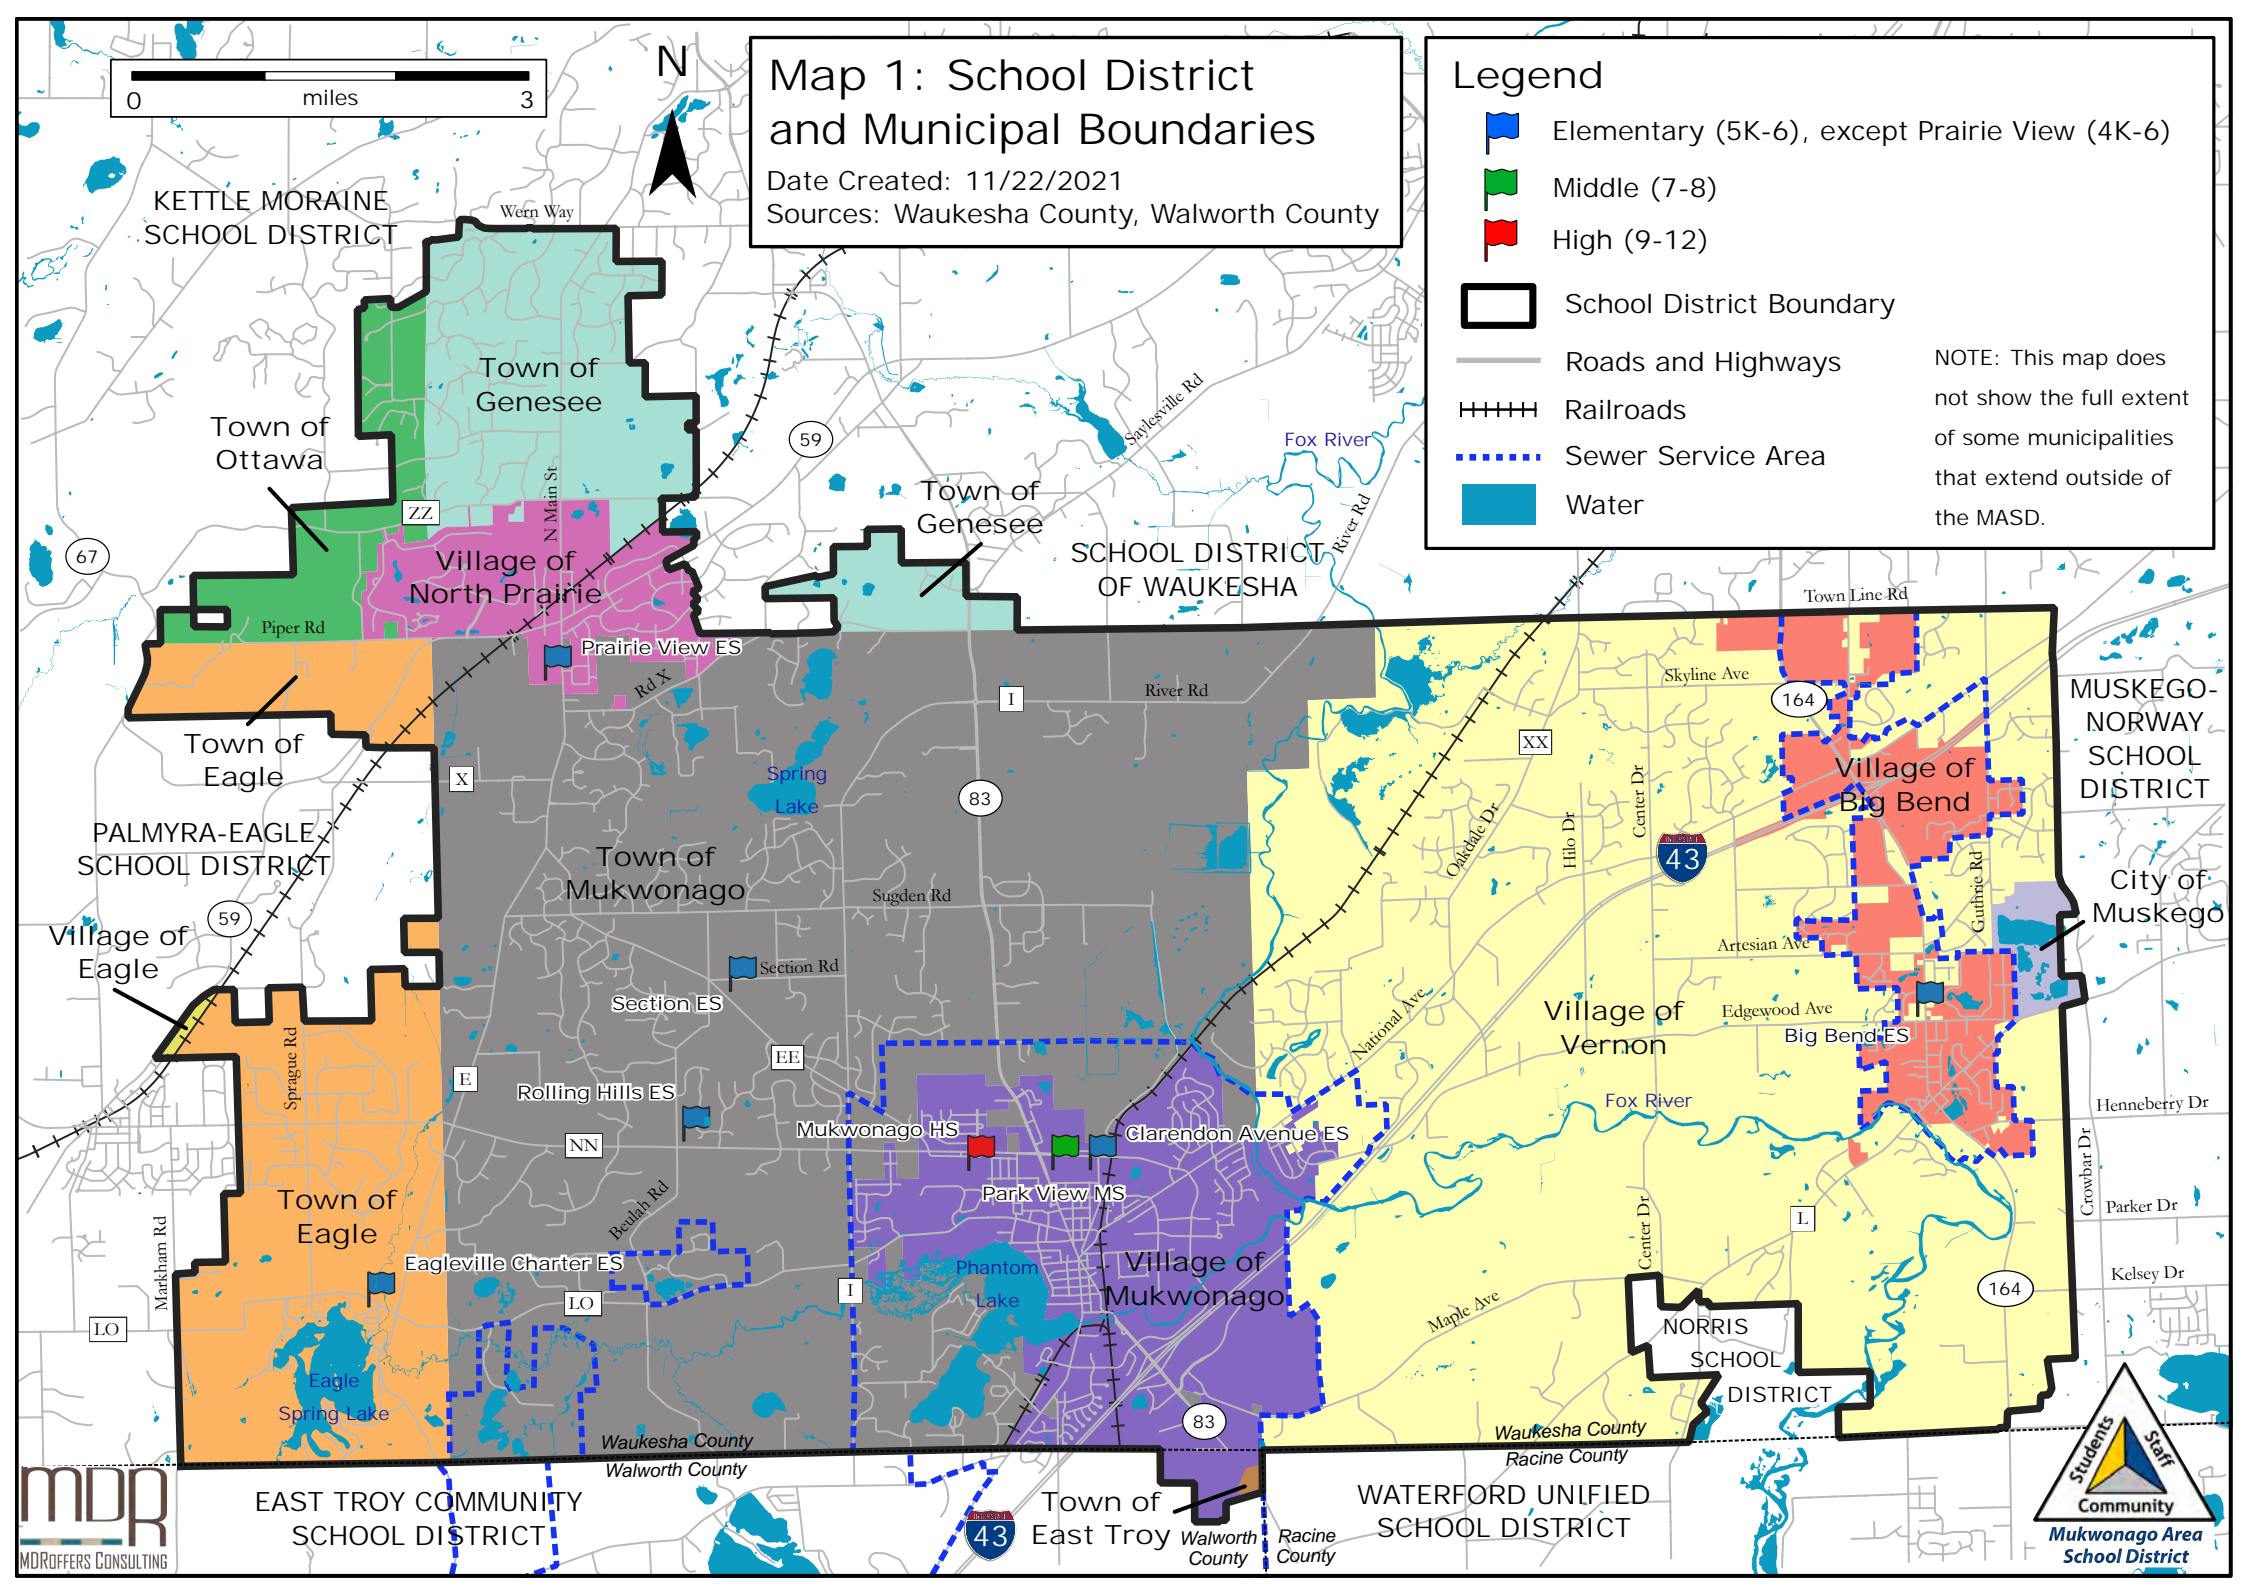 0 miles 3
N
Map 1: School District
and Municipal Boundaries
Date Created: 11/22/2021
Sources: Waukesha County, Walworth County
Legend
Elementary (5K-6), except Prairie View (4K-6)
Middle (7-8)
High (9-12)
School District Boundary
Roads and Highways
Railroads
Sewer Service Area
Water
NOTE: This map does
not show the full extent
of some municipalities
that extend outside of
the MASD.
KETTLE MORAINE
SCHOOL DISTRICT
Wern Way
Town of
Genesee
Town of
Ottawa
59
Saylesville Rd
Fox River
River Rd
N Main St
ZZ
67
Town of
Genesee
SCHOOL DISTRICT
OF WAUKESHA
Village of
North Prairie
Piper Rd
Prairie View ES
Rd X
River Rd
I
Town Line Rd
Skyline Ave
164
MUSKEGO-
NORWAY
SCHOOL
DISTRICT
Town of
Eagle
X
Spring
Lake
83
XX
Village of
Big Bend
Center Dr
Oakdale Dr
Hilo Dr
43
PALMYRA-EAGLE
SCHOOL DISTRICT
Town of
Mukwonago
Sugden Rd
Guthrie Rd
City of
Muskego
59
Village of
Eagle
Artesian Ave
Section Rd
Section ES
Village of
Vernon
Edgewood Ave
Big Bend ES
National Ave
Sprague Rd
EE
E
Rolling Hills ES
Fox River
Henneberry Dr
Mukwonago HS
Clarendon Avenue ES
NN
Crowbar Dr
Park View MS
Town of
Eagle
Beulah Rd
Markham Rd
L
Parker Dr
Center Dr
Eagleville Charter ES
Village of
Mukwonago
Phantom
Lake
I
LO
LO
Kelsey Dr
164
Maple Ave
NORRIS
SCHOOL
DISTRICT
Eagle
Spring Lake
83
Waukesha County
Walworth County
Waukesha County
Racine County
EAST TROY COMMUNITY
SCHOOL DISTRICT
INTERSTATE
43
Town of
East Troy
Walworth
County
Racine
County
WATERFORD UNIFIED
SCHOOL DISTRICT
MDR
MDROFFERS CONSULTING
Students
Staff
Community
Mukwonago Area
School District